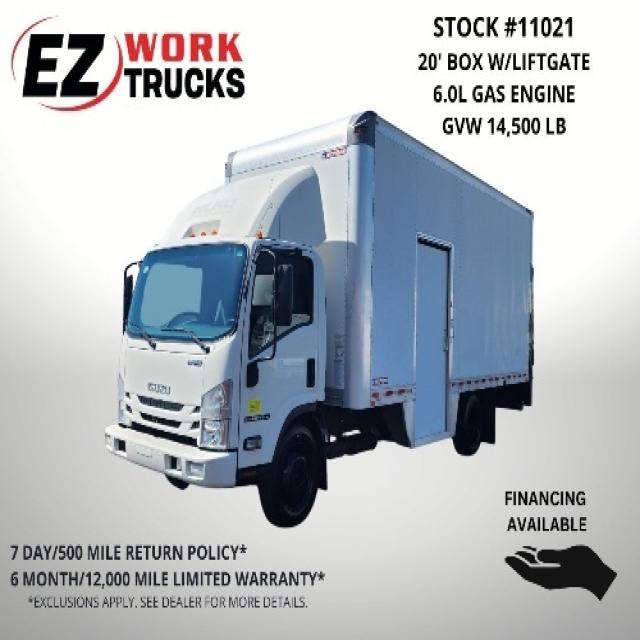 EZ WORK
TRUCKS
STOCK #11021
20' BOX W/LIFTGATE
6.0L GAS ENGINE
GVW 14,500 LB
ISUZU
FINANCING
AVAILABLE
7 DAY/500 MILE RETURN POLICY*
6 MONTH/12,000 MILE LIMITED WARRANTY*
*EXCLUSIONS APPLY. SEE DEALER FOR MORE DETAILS.